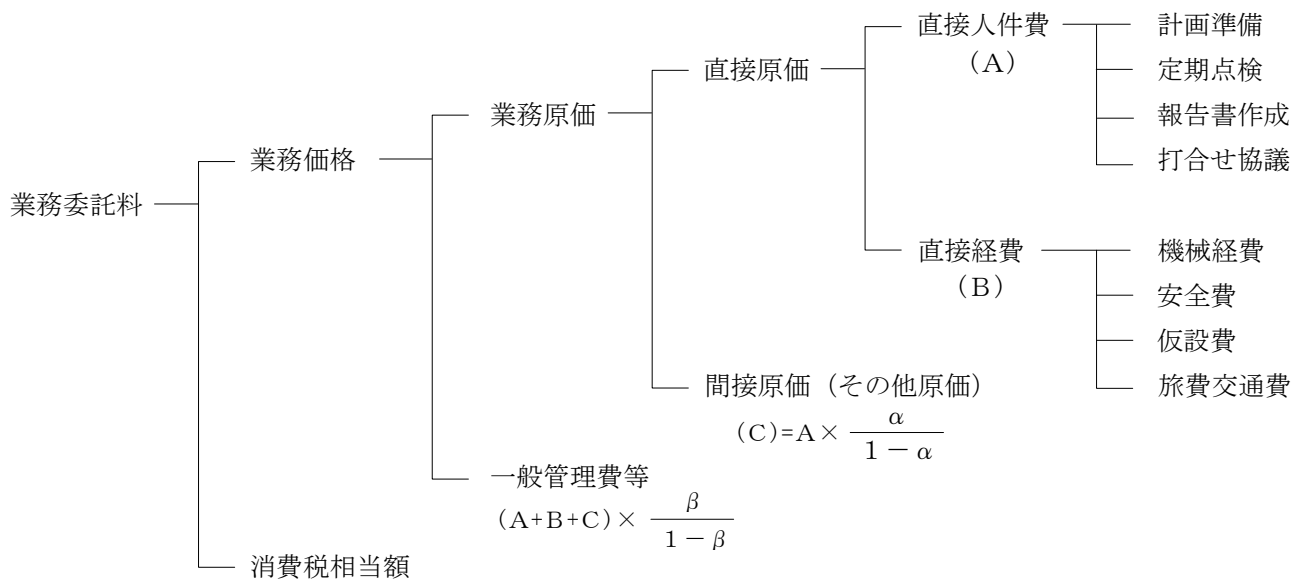 直接人件費
(A)
計画準備
定期点検
報告書作成
打合せ協議
直接原価
業務原価
業務価格
業務委託料
直接経費
(B)
機械経費
安全費
仮設費
旅費交通費
間接原価（その他原価）
(C)=A× α/1－α
一般管理費等
(A+B+C)× β/1－β
消費税相当額